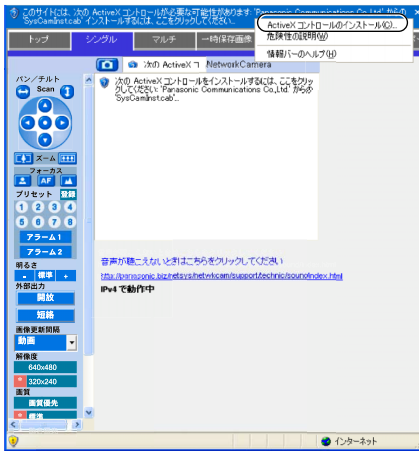 このサイトには、次の ActiveX コントロールが必要な可能性があります: 'Panasonic Communications Co.,Ltd.' からの
'SysCamInst.cab' インストールするには、ここをクリックしてください...
ActiveX コントロールのインストール(C)...
危険性の説明(W)
情報バーのヘルプ(H)
トップ
シングル
マルチ
一時保存画像
次の ActiveX コ
NetworkCamera
次の ActiveX コントロールをインストールするには、ここをクリッ
クしてください: 'Panasonic Communications Co.,Ltd.' からの
'SysCamInst.cab'...
パン/チルト
Scan
ズーム
フォーカス
AF
プリセット 登録
1 2 3 4
5 6 7 8
アラーム1
アラーム2
明るさ
- 標準 +
外部出力
開放
短絡
画像更新間隔
動画
解像度
640x480
320x240
画質
画質優先
標準
音声が聴こえないときはこちらをクリックしてください
http://panasonic.biz/netsys/netwkcam/support/technic/sound/index.html
IPv4 で動作中
インターネット